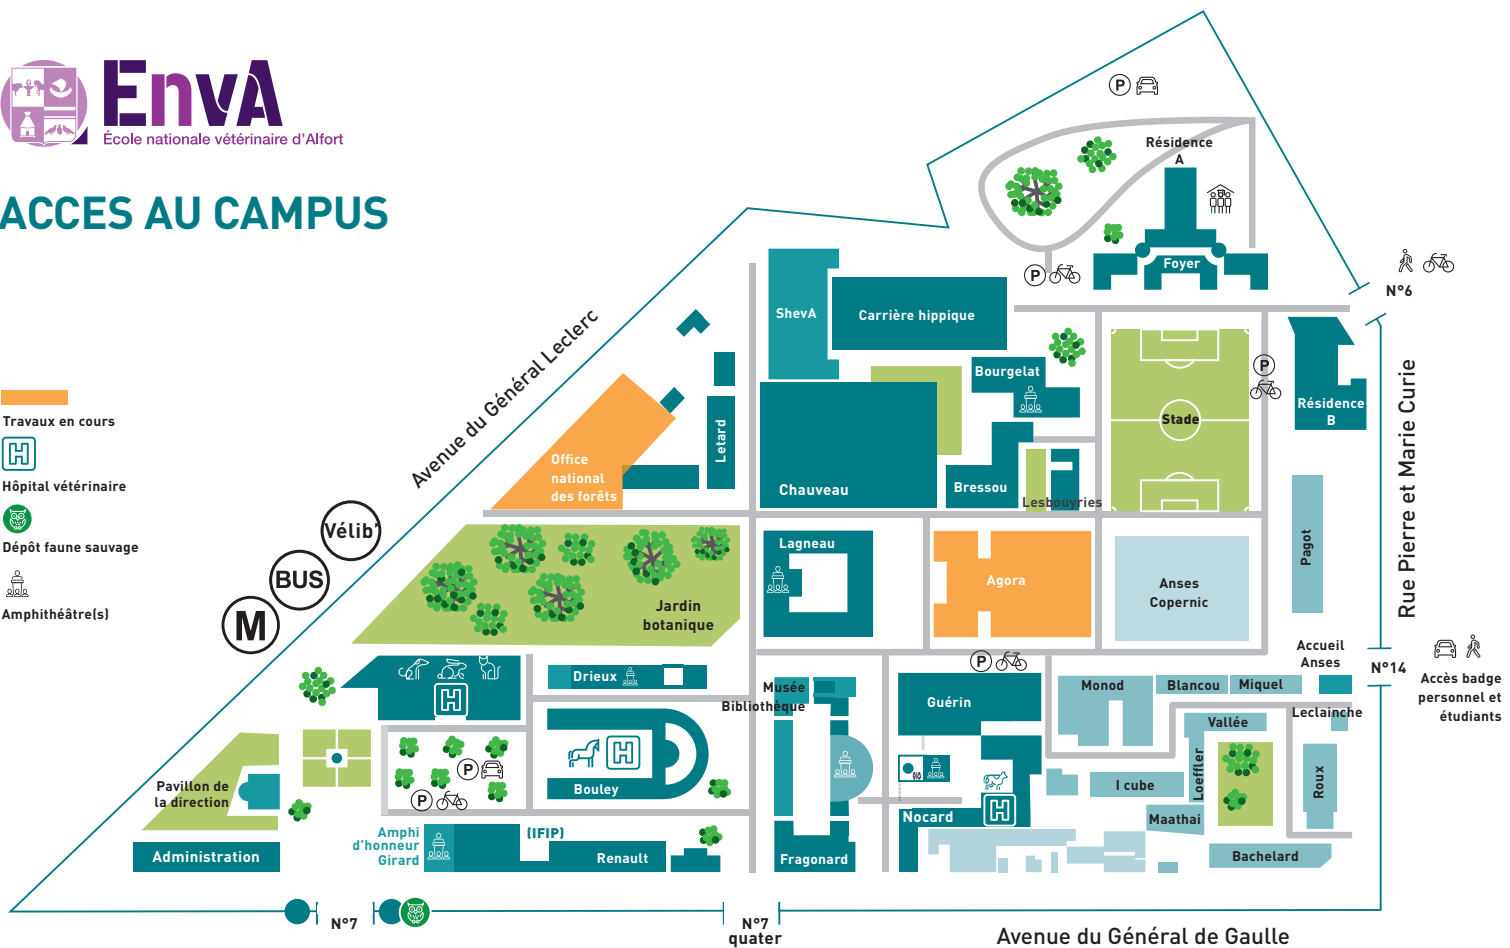 EnvA
École nationale vétérinaire d'Alfort
ACCES AU CAMPUS
Travaux en cours
H
Hôpital vétérinaire
Dépôt faune sauvage
Amphithéâtre(s)
Avenue du Général Leclerc
Vélib'
BUS
M
P
Résidence
A
Foyer
P
N°6
ShevA
Carrière hippique
Bourgelat
Stade
P
Résidence
B
Rue Pierre et Marie Curie
Letard
Office
national
des forêts
Chauveau
Bressou
Lesbouyries
Lagneau
Agora
Anses
Copernic
Pagot
Jardin
botanique
Accueil
Anses
N°14
Accès badge
personnel et
étudiants
H
Drieux
Musée
Bibliothèque
P
Guérin
Monod
Blancou
Miquel
Leclainche
Vallée
Loeffler
Roux
I cube
Maathai
Bachelard
Pavillon de
la direction
P
P
H
Bouley
Nocard
H
Administration
Amphi
d'honneur
Girard
(IFIP)
Renault
Fragonard
N°7
N°7
quater
Avenue du Général de Gaulle